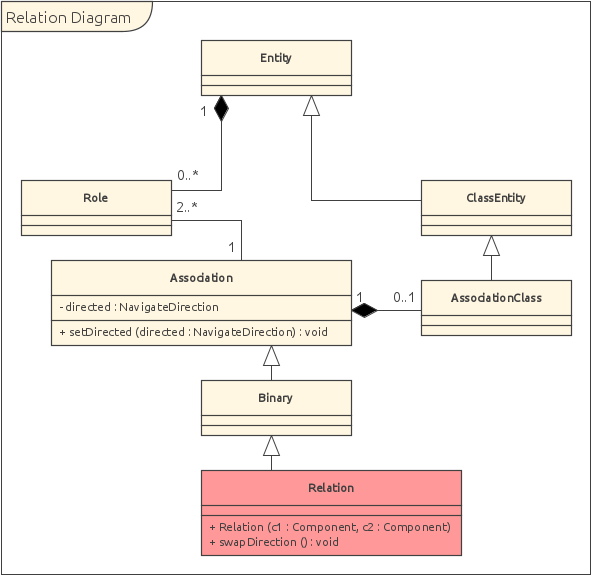 Relation Diagram
Entity
1
0..*
Role
ClassEntity
2..*
1
Association
- directed : NavigateDirection
+ setDirected (directed : NavigateDirection) : void
1
0..1
AssociationClass
Binary
Relation
+ Relation (c1 : Component, c2 : Component)
+ swapDirection () : void